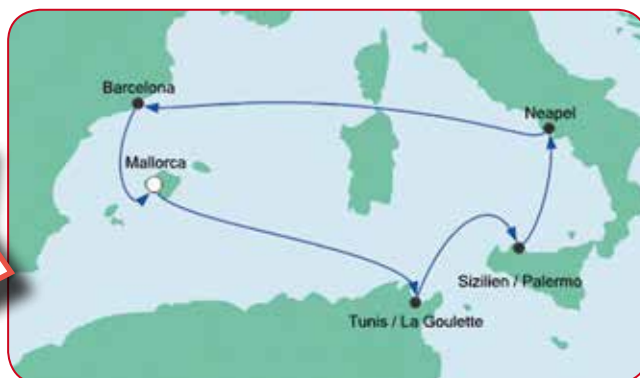 Barcelona
Neapel
Mallorca
Sizilien / Palermo
Tunis / La Goulette